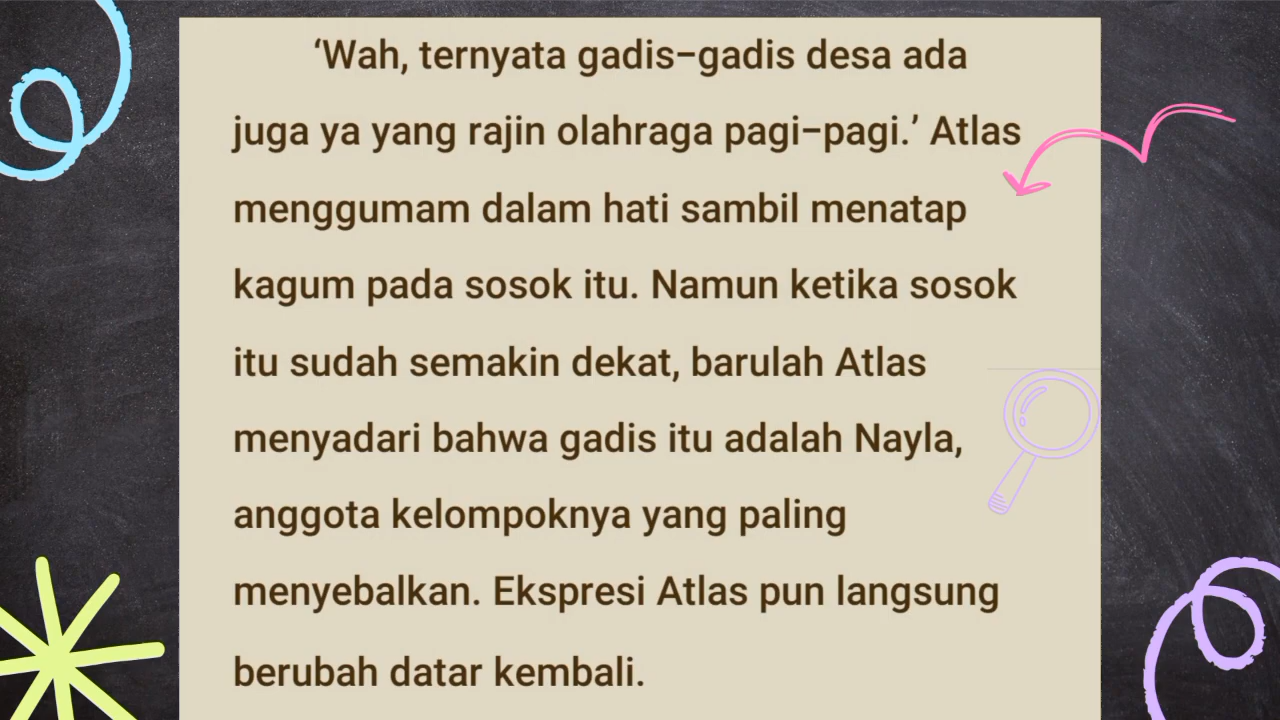 ‘Wah, ternyata gadis–gadis desa ada
juga ya yang rajin olahraga pagi–pagi.’ Atlas
menggumam dalam hati sambil menatap
kagum pada sosok itu. Namun ketika sosok
itu sudah semakin dekat, barulah Atlas
menyadari bahwa gadis itu adalah Nayla,
anggota kelompoknya yang paling
menyebalkan. Ekspresi Atlas pun langsung
berubah datar kembali.